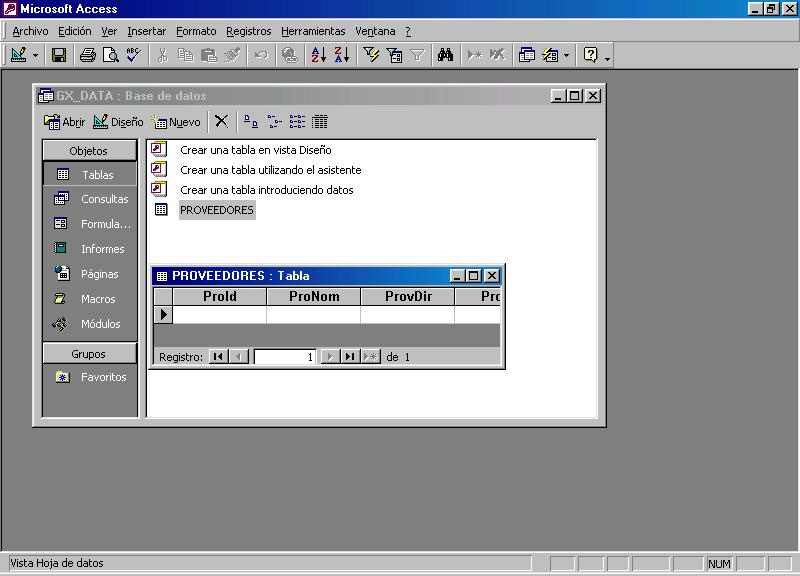 Microsoft Access
Archivo Edición Ver Insertar Formato Registros Herramientas Ventana ?
GX_DATA : Base de datos
Abrir Diseño Nuevo
Objetos
Tablas
Consultas
Formula...
Informes
Páginas
Macros
Módulos
Grupos
Favoritos
Crear una tabla en vista Diseño
Crear una tabla utilizando el asistente
Crear una tabla introduciendo datos
PROVEEDORES
PROVEEDORES : Tabla
ProId ProNom ProvDir Pro
Registro: 1 de 1
Vista Hoja de datos
NUM